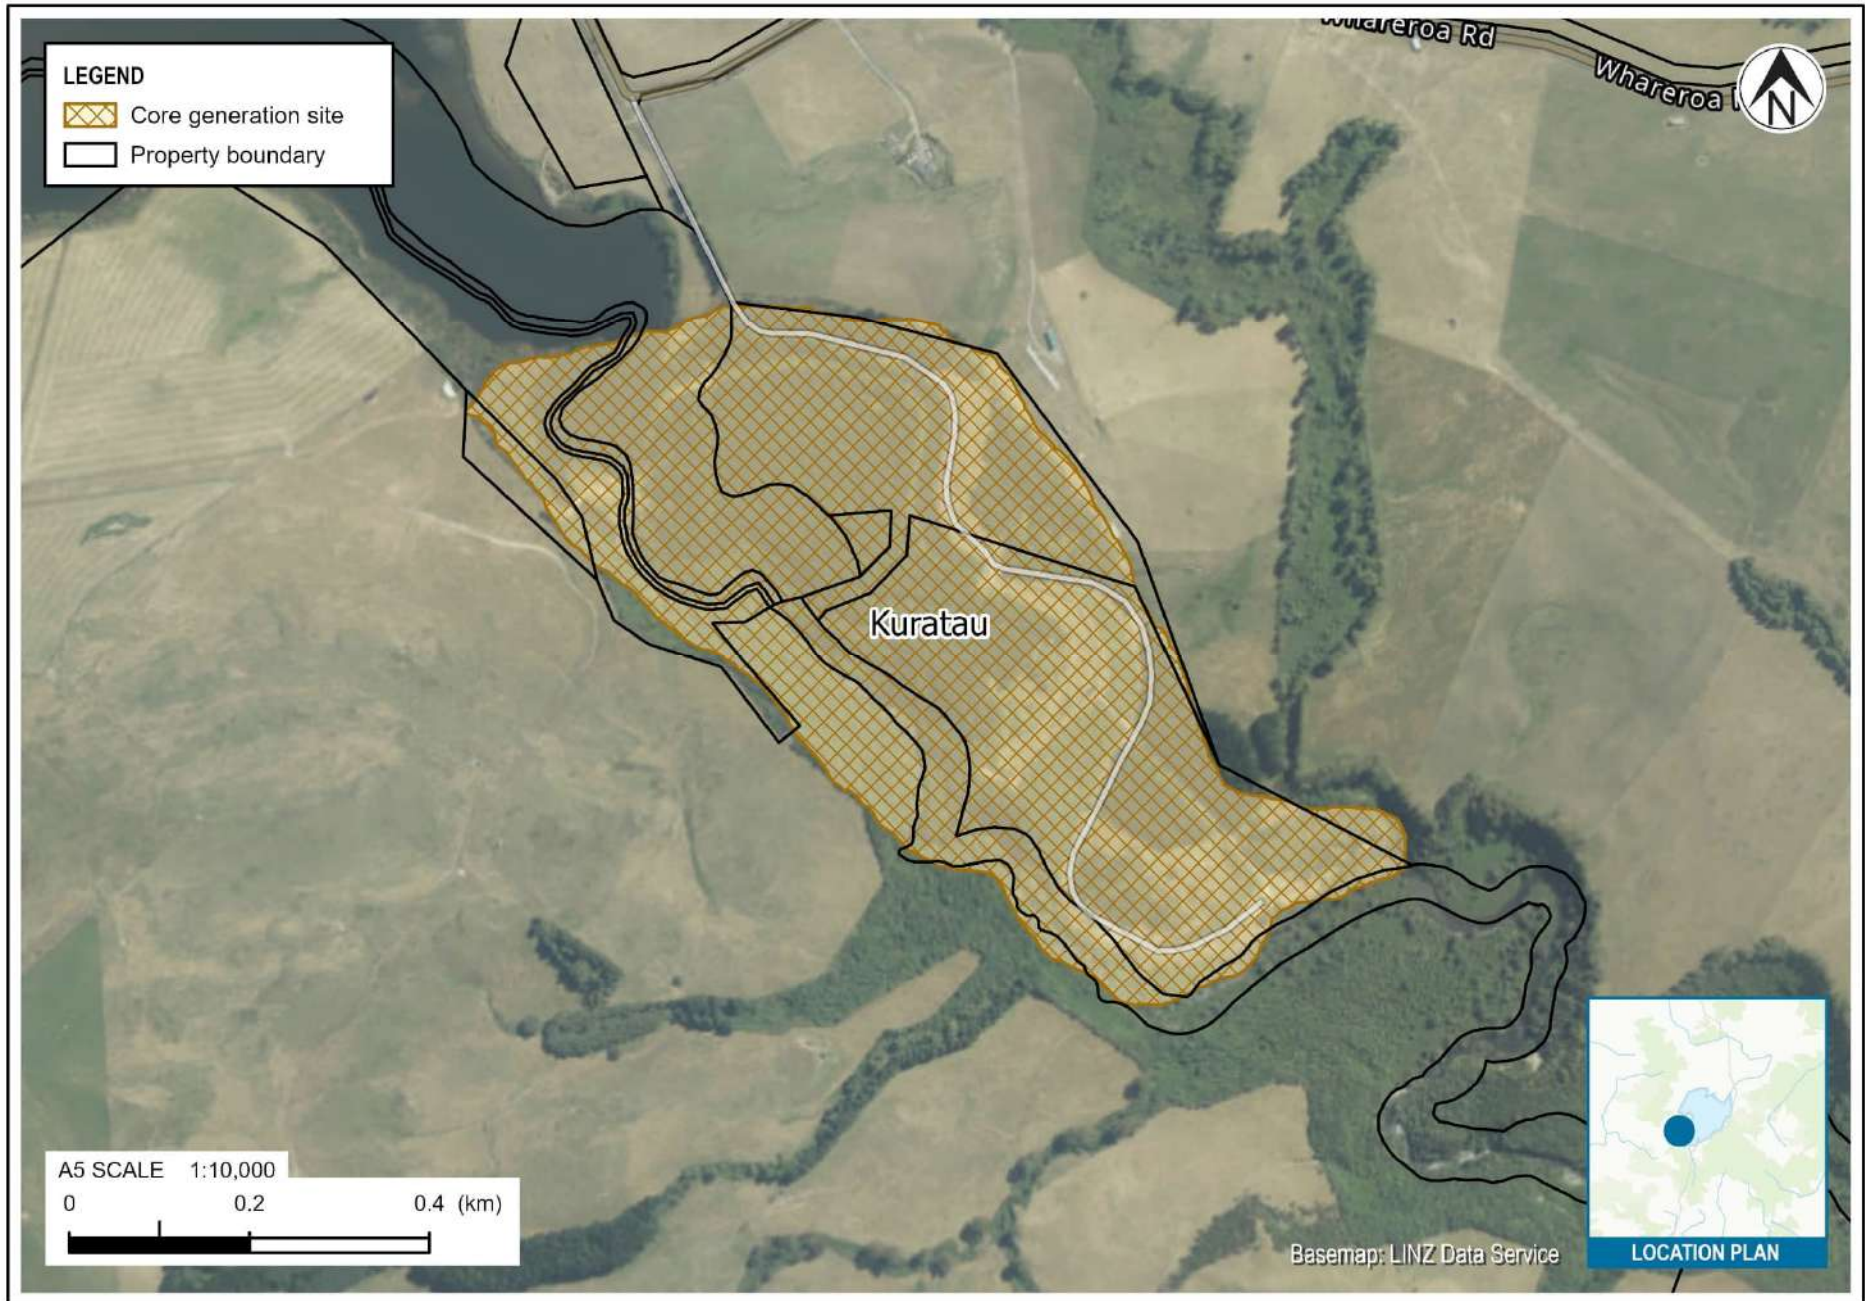 Whareroa Rd
Whareroa
N
LEGEND
Core generation site
Property boundary
Kuratau
A5 SCALE 1:10,000
0 0.2 0.4 (km)
Basemap: LINZ Data Service
LOCATION PLAN